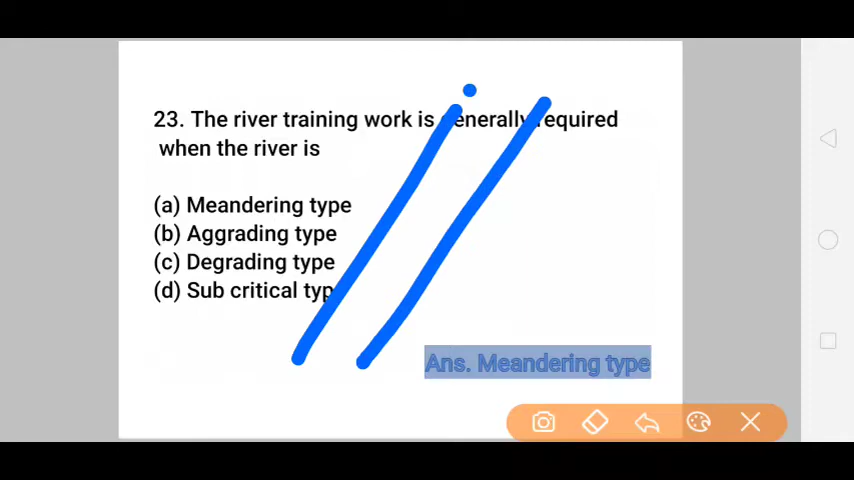 23. The river training work is generally required
when the river is
(a) Meandering type
(b) Aggrading type
(c) Degrading type
(d) Sub critical type
Ans. Meandering type